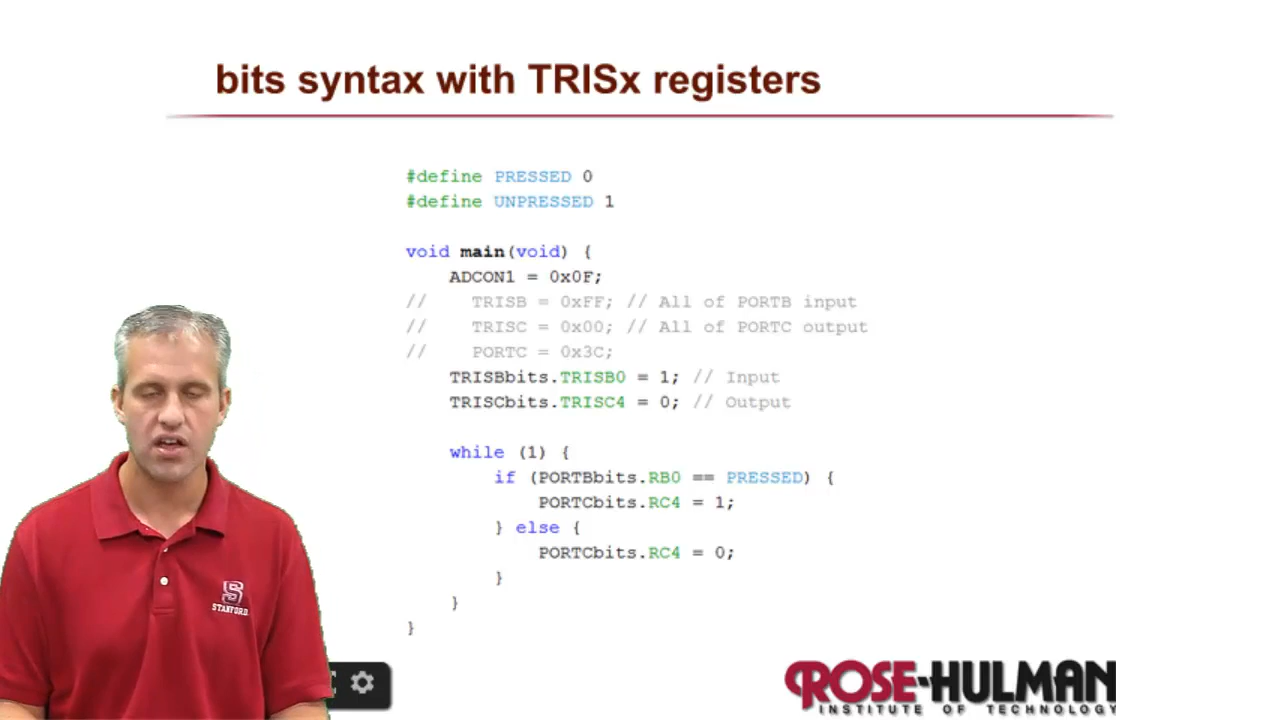 bits syntax with TRISx registers
#define PRESSED 0
#define UNPRESSED 1
void main(void) {
    ADCON1 = 0x0F;
//    TRISB = 0xFF; // All of PORTB input
//    TRISC = 0x00; // All of PORTC output
//    PORTC = 0x3C;
    TRISBbits.TRISB0 = 1; // Input
    TRISCbits.TRISC4 = 0; // Output
    while (1) {
        if (PORTBbits.RB0 == PRESSED) {
            PORTCbits.RC4 = 1;
        } else {
            PORTCbits.RC4 = 0;
        }
    }
}
S
STANFORD
ROSE-HULMAN
INSTITUTE OF TECHNOLOGY